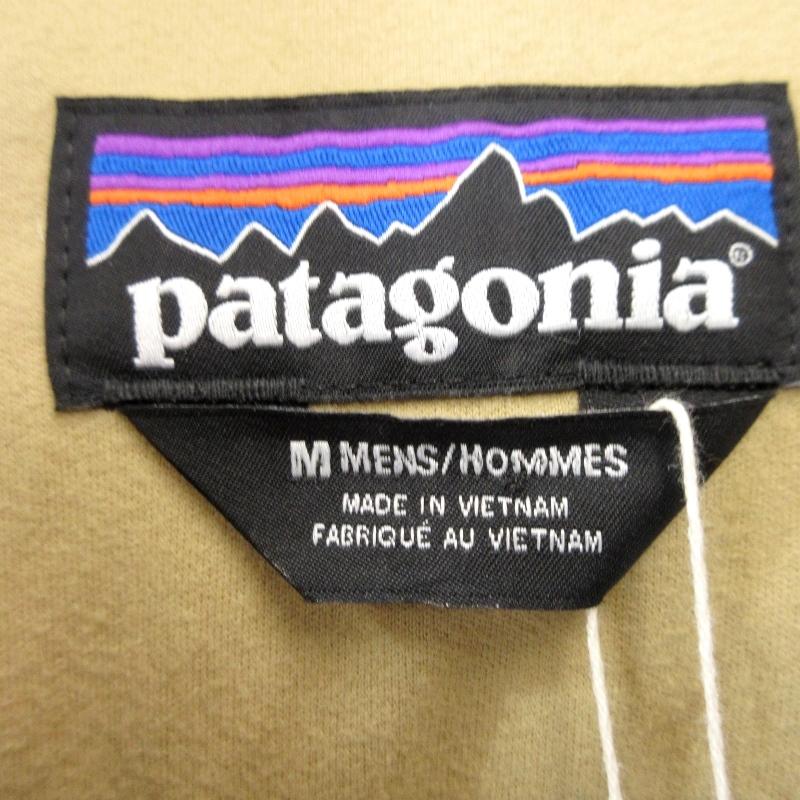 patagonia®
M MENS/HOMMES
MADE IN VIETNAM
FABRIQUÉ AU VIETNAM